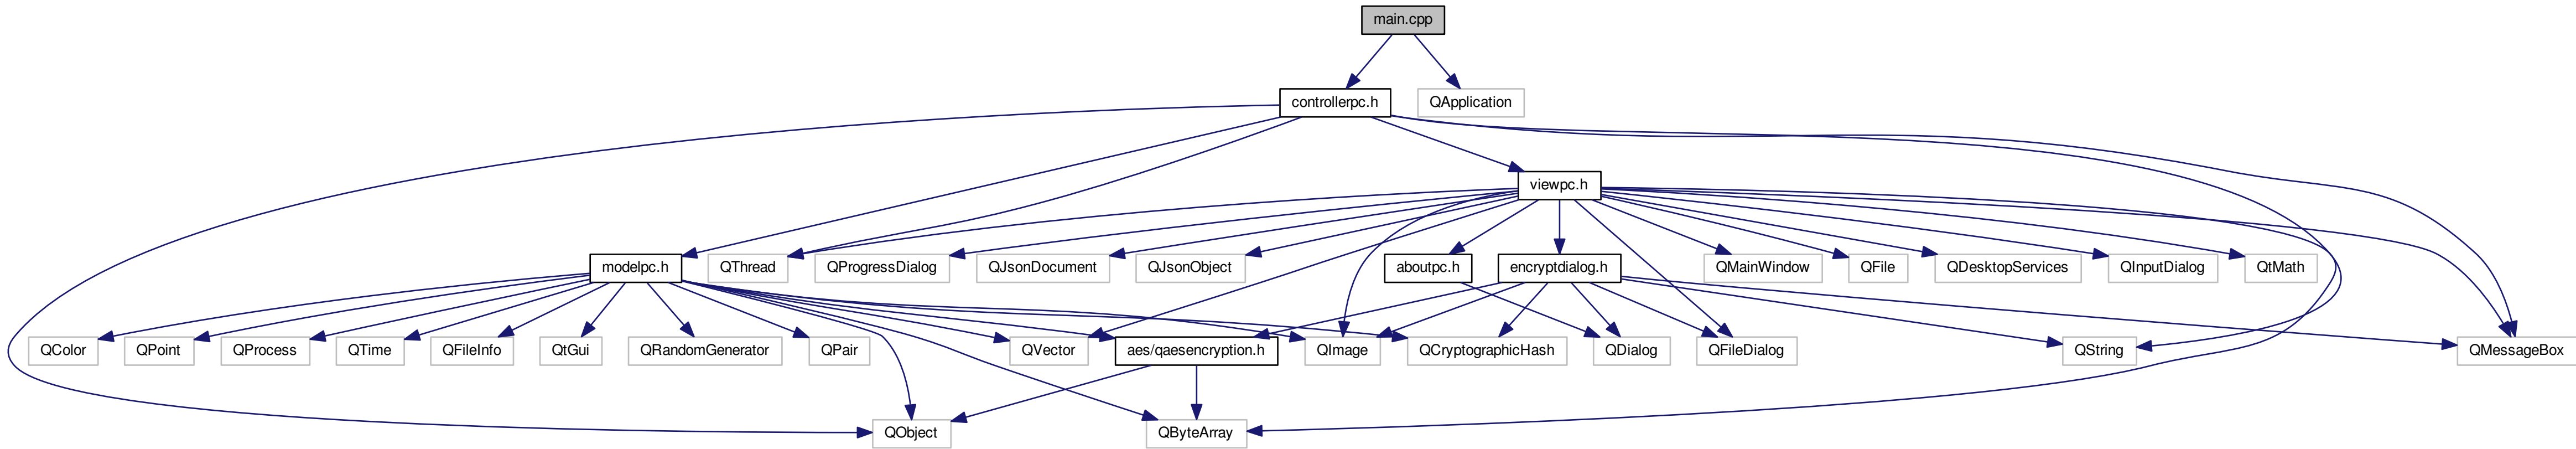 main.cpp
controllerpc.h
QApplication
viewpc.h
modelpc.h
QThread
QProgressDialog
QJsonDocument
QJsonObject
aboutpc.h
encryptdialog.h
QMainWindow
QFile
QDesktopServices
QInputDialog
QtMath
QColor
QPoint
QProcess
QTime
QFileInfo
QtGui
QRandomGenerator
QPair
QVector
aes/qaesencryption.h
QImage
QCryptographicHash
QDialog
QFileDialog
QString
QMessageBox
QObject
QByteArray